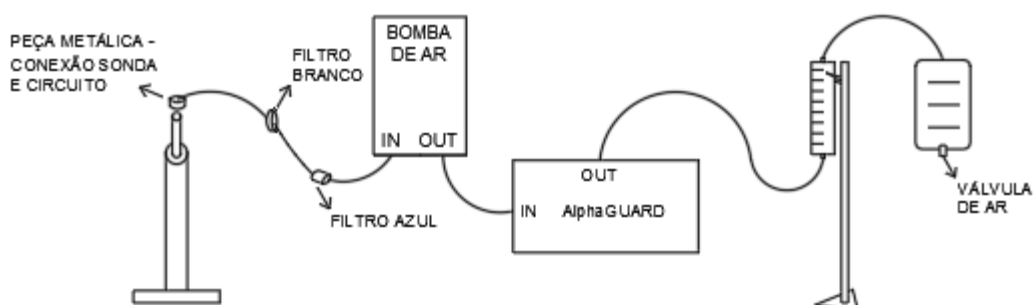 PEÇA METÁLICA -
CONEXÃO SONDA
E CIRCUITO
FILTRO
BRANCO
FILTRO AZUL
BOMBA
DE AR
IN OUT
OUT
IN AlphaGUARD
VÁLVULA
DE AR